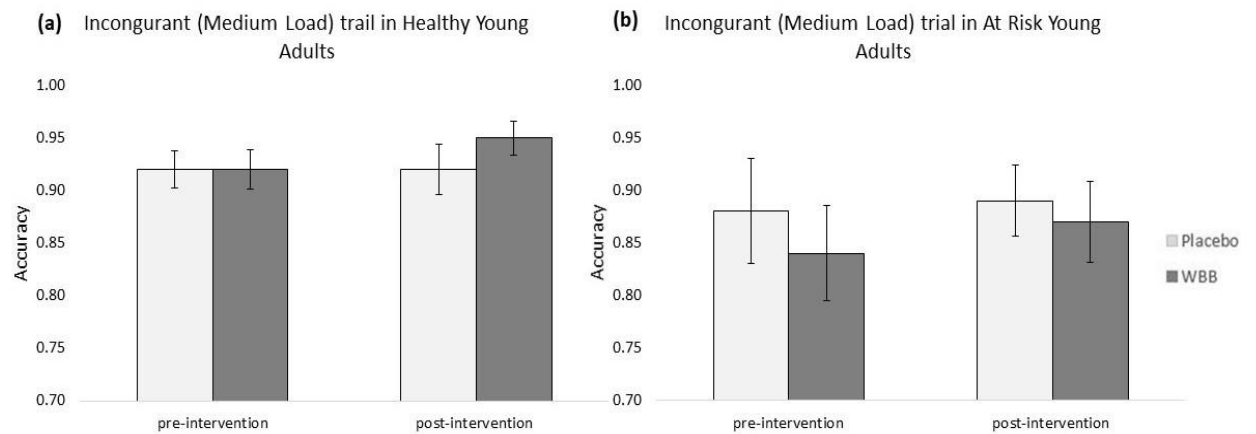 (a) Incongurant (Medium Load) trail in Healthy Young
Adults
1.00
0.95
0.90
0.85
0.80
0.75
0.70
Accuracy
pre-intervention
post-intervention
(b) Incongurant (Medium Load) trial in At Risk Young
Adults
1.00
0.95
0.90
0.85
0.80
0.75
0.70
Accuracy
pre-intervention
post-intervention
Placebo
WBB